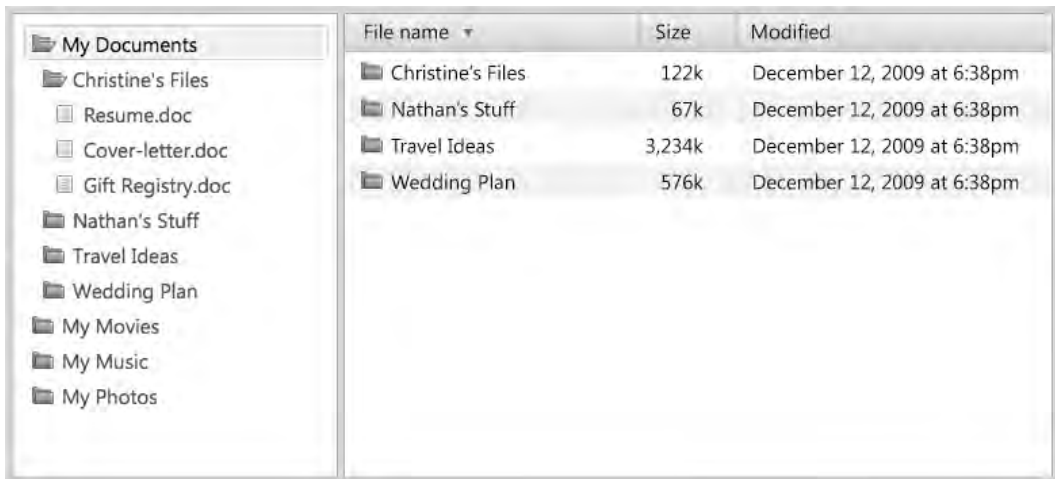 My Documents
Christine's Files
Resume.doc
Cover-letter.doc
Gift Registry.doc
Nathan's Stuff
Travel Ideas
Wedding Plan
My Movies
My Music
My Photos
File name Size Modified
Christine's Files 122k December 12, 2009 at 6:38pm
Nathan's Stuff 67k December 12, 2009 at 6:38pm
Travel Ideas 3,234k December 12, 2009 at 6:38pm
Wedding Plan 576k December 12, 2009 at 6:38pm